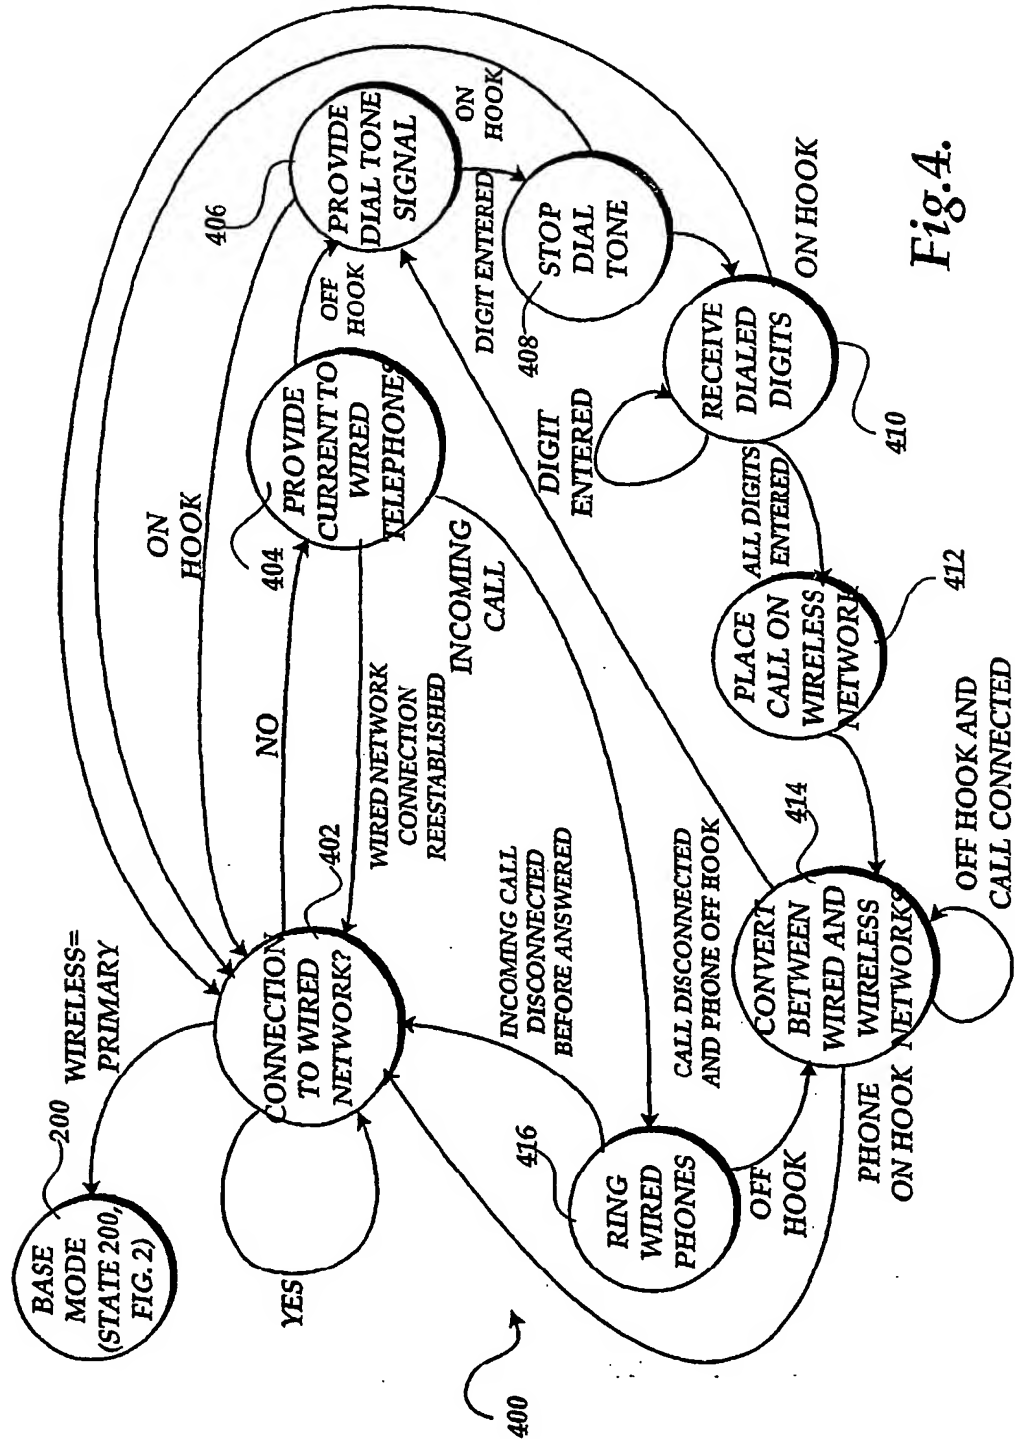 200
BASE
MODE
(STATE 200,
FIG. 2)
WIRELESS=
PRIMARY
YES
CONNECTION
TO WIRED
NETWORK?
402
NO
WIRED NETWORK
CONNECTION
REESTABLISHED
ON
HOOK
404
PROVIDE
CURRENT TO
WIRED
TELEPHONES
OFF
HOOK
406
PROVIDE
DIAL TONE
SIGNAL
ON
HOOK
DIGIT ENTERED
408
STOP
DIAL
TONE
INCOMING
CALL
INCOMING CALL
DISCONNECTED
BEFORE ANSWERED
416
RING
WIRED
PHONES
OFF
HOOK
CALL DISCONNECTED
AND PHONE OFF HOOK
414
CONVERT
BETWEEN
WIRED AND
WIRELESS
NETWORKS
PHONE
ON HOOK
OFF HOOK AND
CALL CONNECTED
PLACE
CALL ON
WIRELESS
NETWORK
412
ALL DIGITS
ENTERED
DIGIT
ENTERED
RECEIVE
DIALED
DIGITS
410
ON HOOK
400
Fig.4.